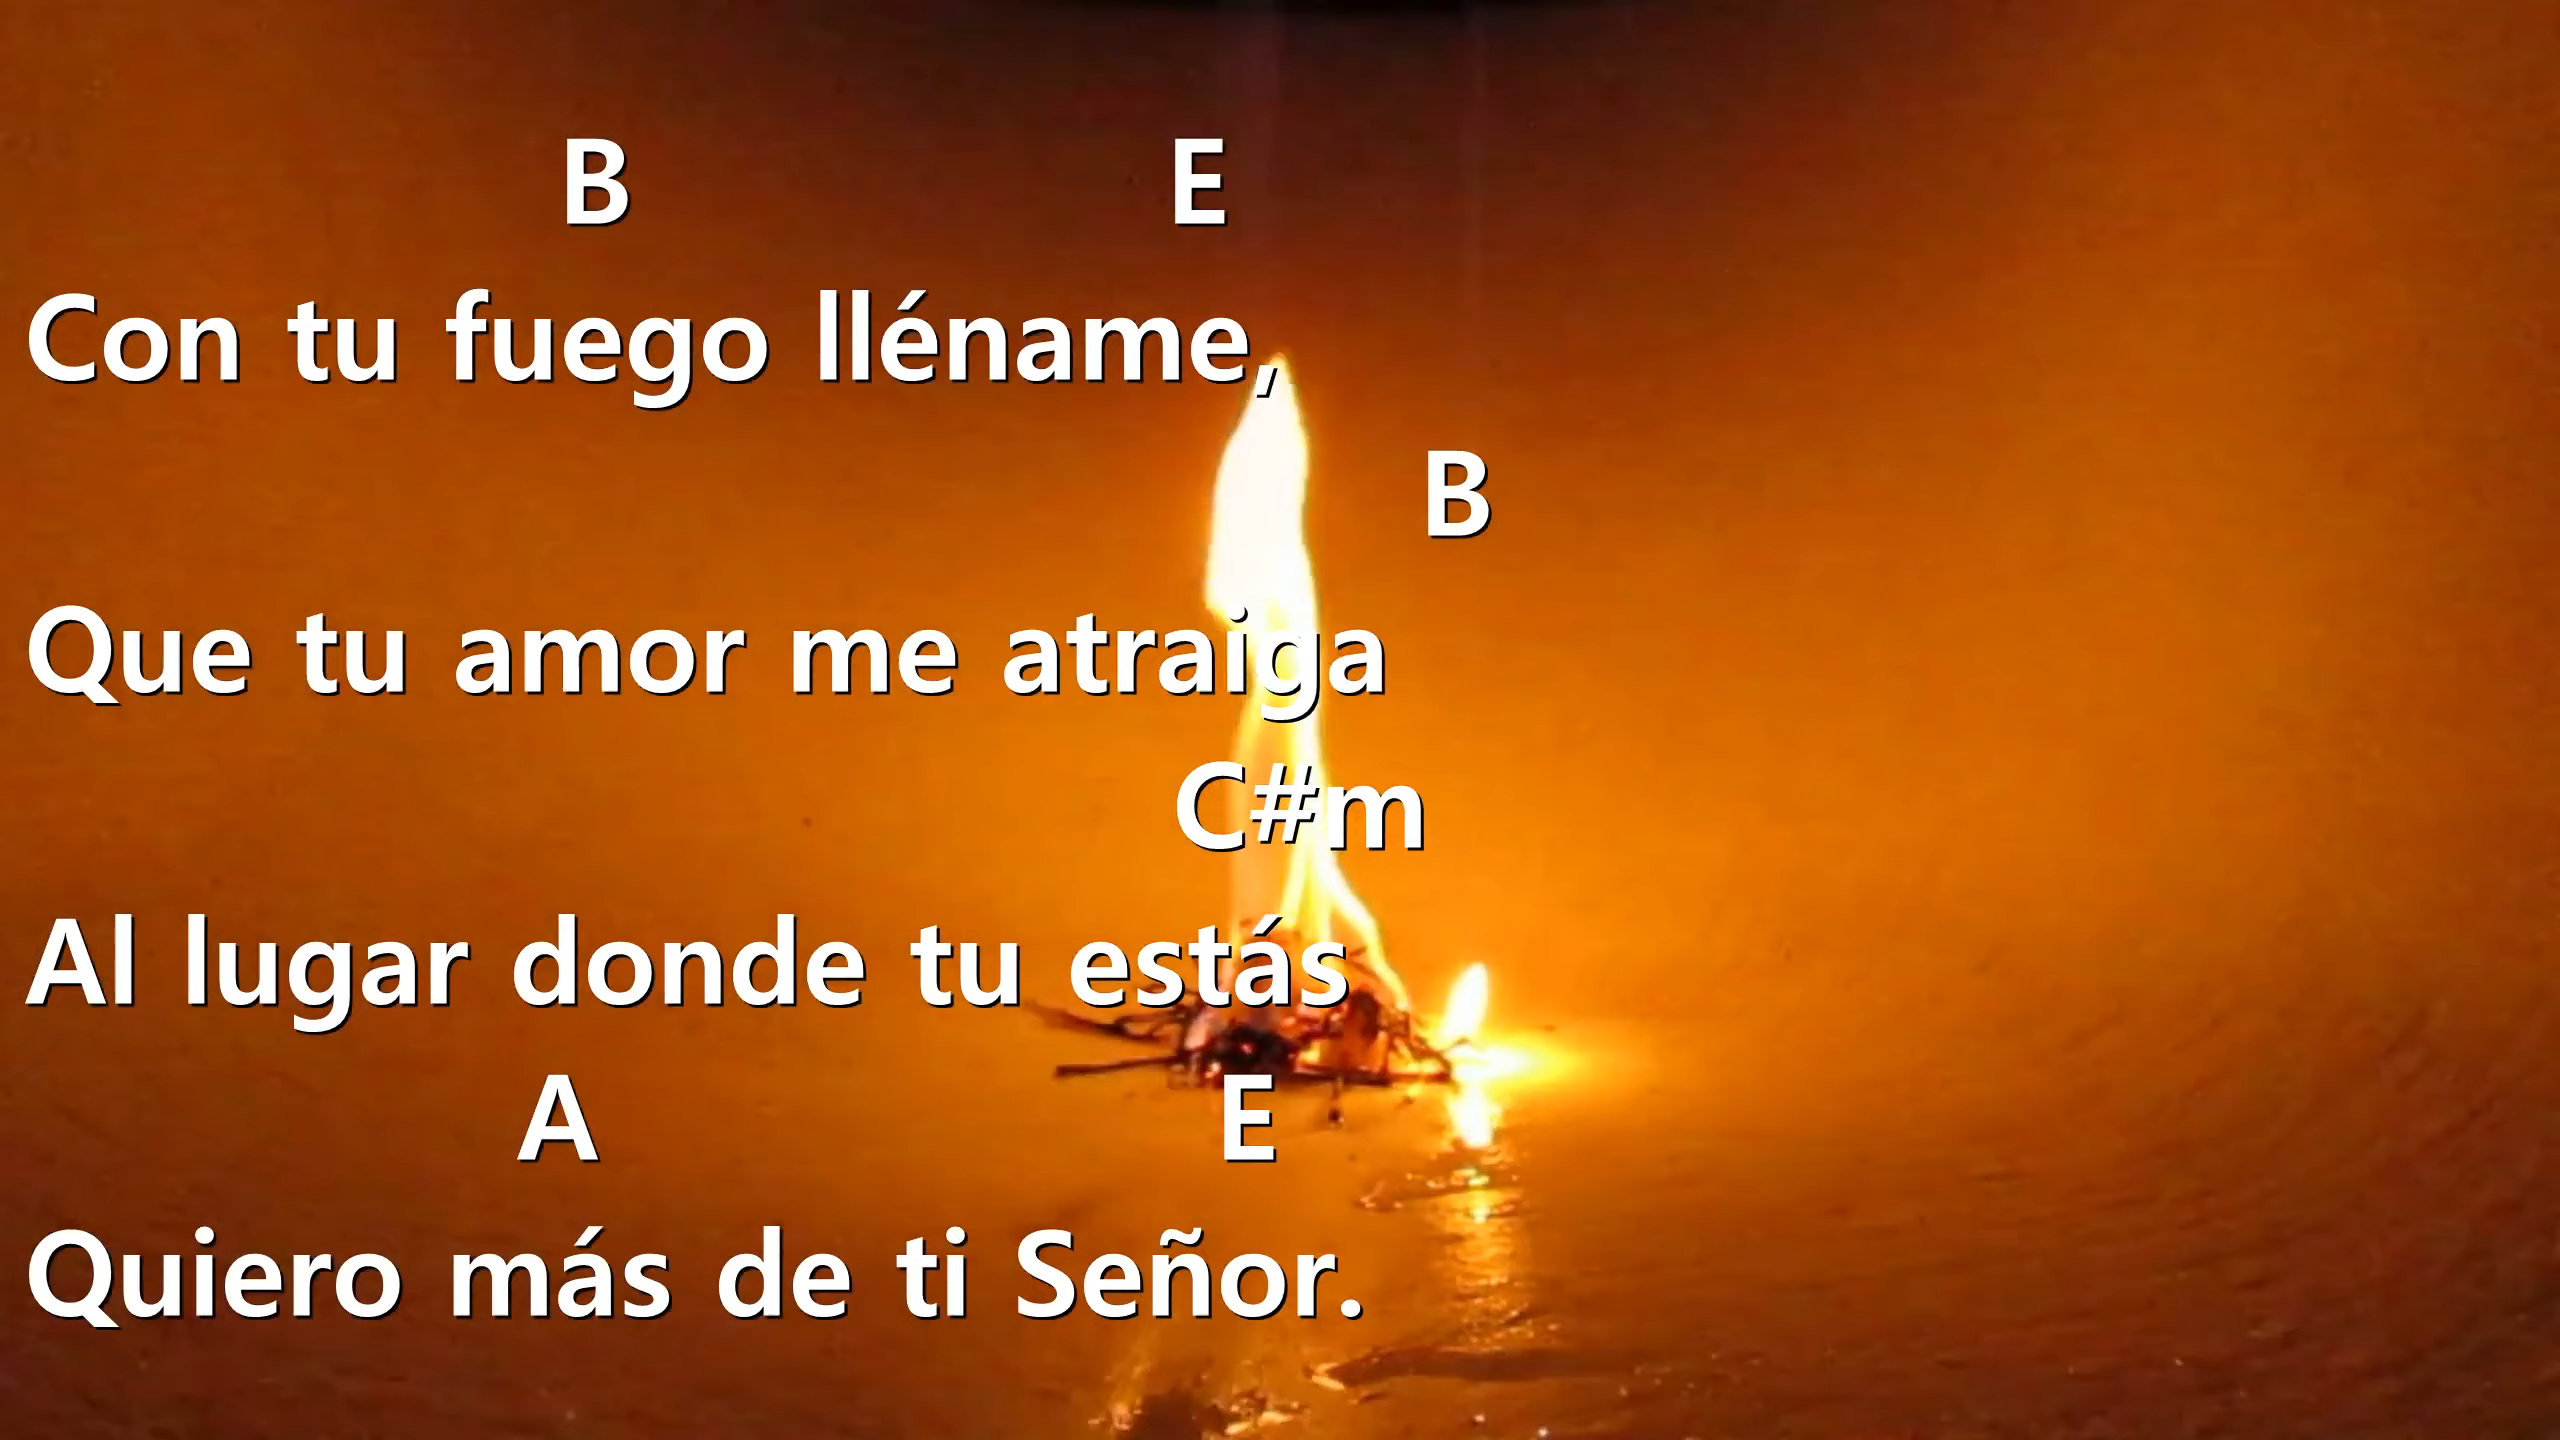 B E
Con tu fuego lléname,
B
Que tu amor me atraiga
C#m
Al lugar donde tu estás
A E
Quiero más de ti Señor.